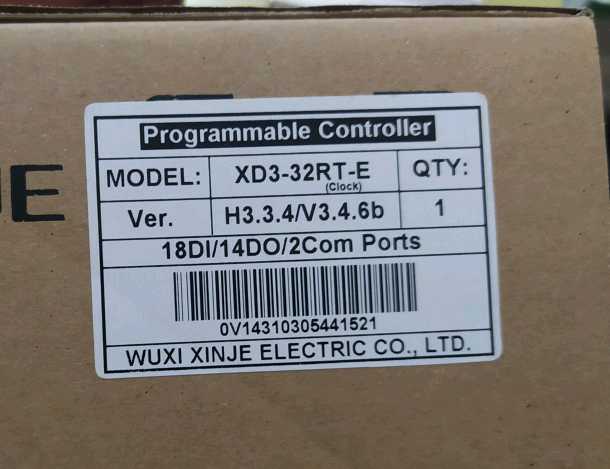 Programmable Controller
MODEL: XD3-32RT-E QTY:
(Clock)
Ver. H3.3.4/V3.4.6b 1
18DI/14DO/2Com Ports
0V14310305441521
WUXI XINJE ELECTRIC CO., LTD.